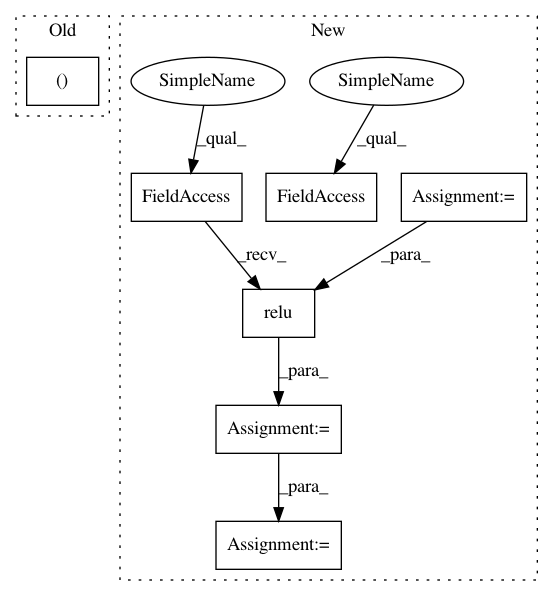 Old
New
()
SimpleName
SimpleName
_qual_
_qual_
FieldAccess
FieldAccess
Assignment:=
_recv_
_para_
relu
_para_
Assignment:=
_para_
Assignment:=